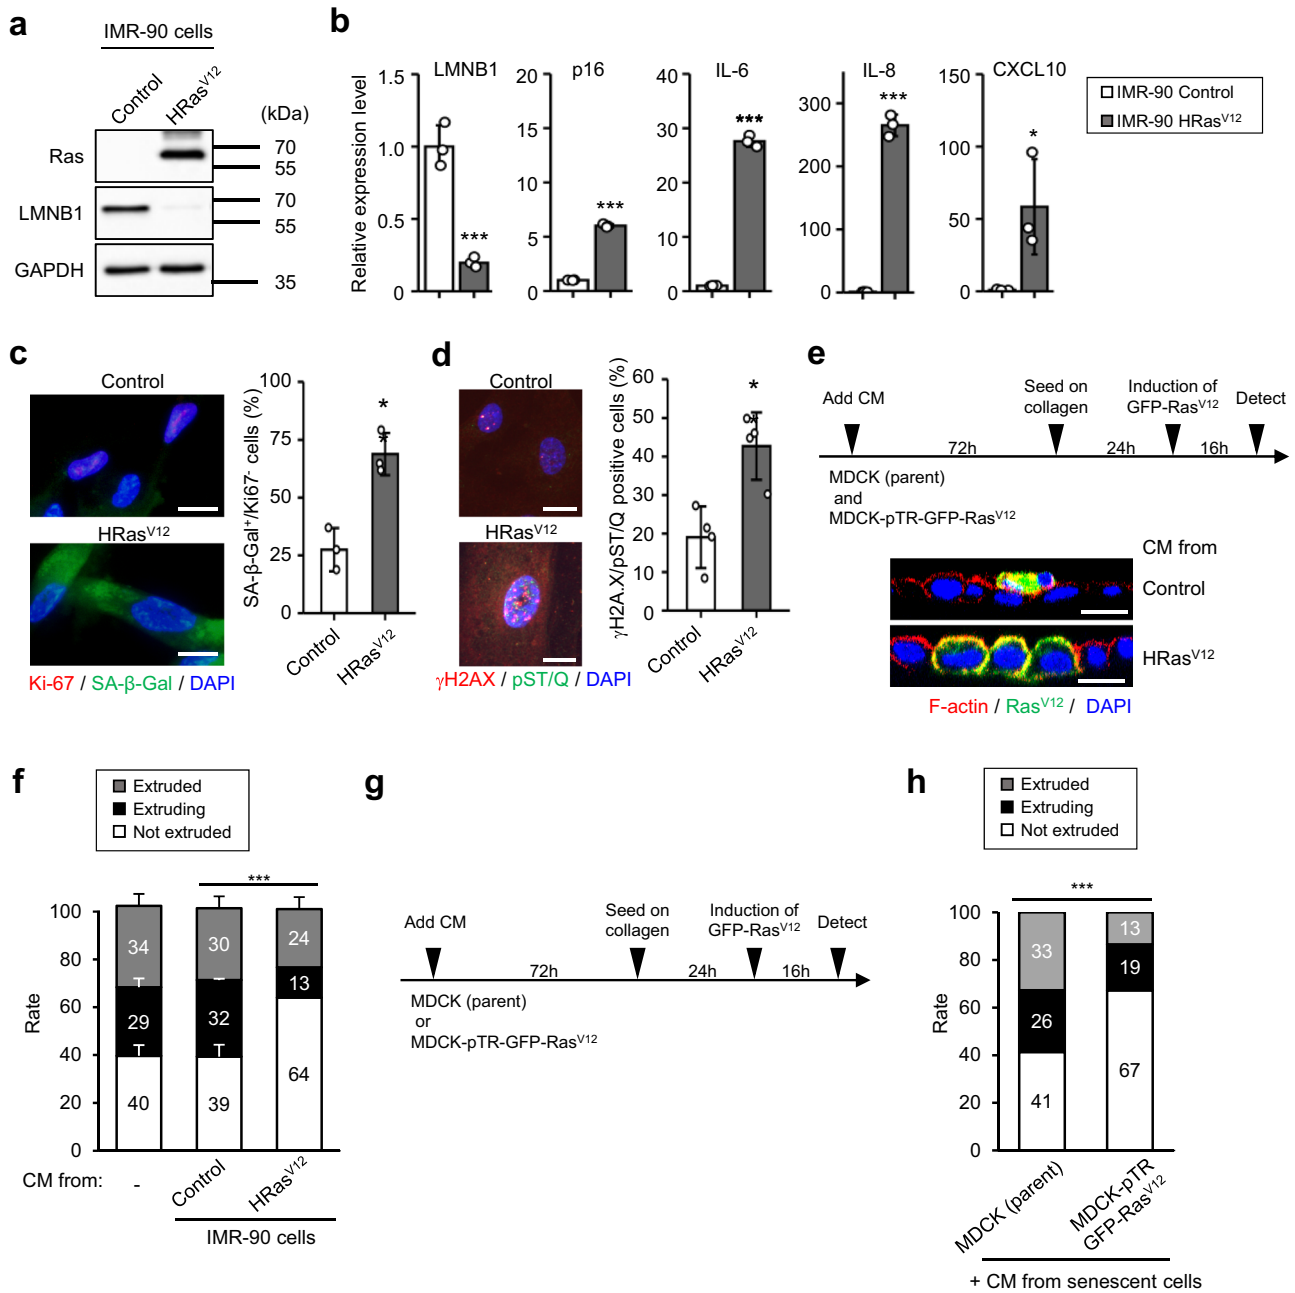 a
IMR-90 cells
Control
HRasV12
(kDa)
Ras
70
55
LMNB1
70
55
GAPDH
35
b
Relative expression level
LMNB1
1.5
1.0
0.5
0
***
p16
20
15
10
5
0
***
IL-6
40
30
20
10
0
***
IL-8
300
200
100
0
***
CXCL10
150
100
50
0
*
IMR-90 Control
IMR-90 HRasV12
c
Control
HRasV12
Ki-67 / SA-β-Gal / DAPI
SA-β-Gal+/Ki67- cells (%)
100
75
50
25
0
*
*
Control
HRasV12
d
Control
HRasV12
γH2AX / pST/Q / DAPI
γH2A.X/pST/Q positive cells (%)
60
50
40
30
20
10
0
*
*
Control
HRasV12
e
Add CM
Seed on
collagen
Induction of
GFP-RasV12
Detect
72h
24h
16h
MDCK (parent)
and
MDCK-pTR-GFP-RasV12
CM from
Control
HRasV12
F-actin / RasV12 / DAPI
f
Extruded
Extruding
Not extruded
***
Rate
100
80
60
40
20
0
34
29
40
30
32
39
24
13
64
CM from:
-
Control
HRasV12
IMR-90 cells
g
Add CM
Seed on
collagen
Induction of
GFP-RasV12
Detect
72h
24h
16h
MDCK (parent)
or
MDCK-pTR-GFP-RasV12
h
Extruded
Extruding
Not extruded
***
Rate
100
80
60
40
20
0
33
26
41
13
19
67
MDCK (parent)
MDCK-pTR
GFP-RasV12
+ CM from senescent cells